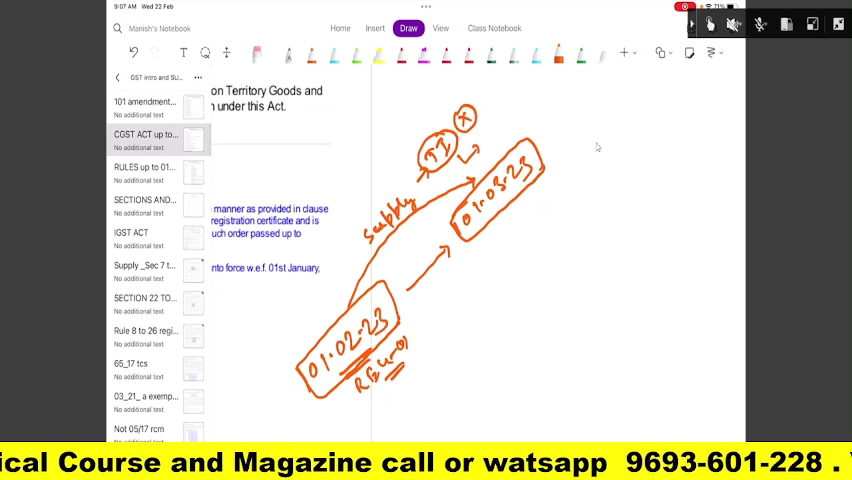 9:07 AM Wed 22 Feb
71%
Manish's Notebook
Home Insert Draw View Class Notebook
GST intro and SU...
101 amendment...
No additional text
CGST ACT up to...
No additional text
RULES up to 01...
No additional text
SECTIONS AND...
No additional text
IGST ACT
No additional text
Supply _Sec 7 t...
No additional text
SECTION 22 TO...
No additional text
Rule 8 to 26 regi...
No additional text
65_17 tcs
No additional text
03_21_ a exemp...
No additional text
Not 05/17 rcm
No additional text
on Territory Goods and
n under this Act.
e manner as provided in clause
registration certificate and is
such order passed up to
nto force w.e.f. 01st January,
X
TI
01.03.23
supply
01.02.23
ical Course and Magazine call or watsapp 9693-601-228 . V